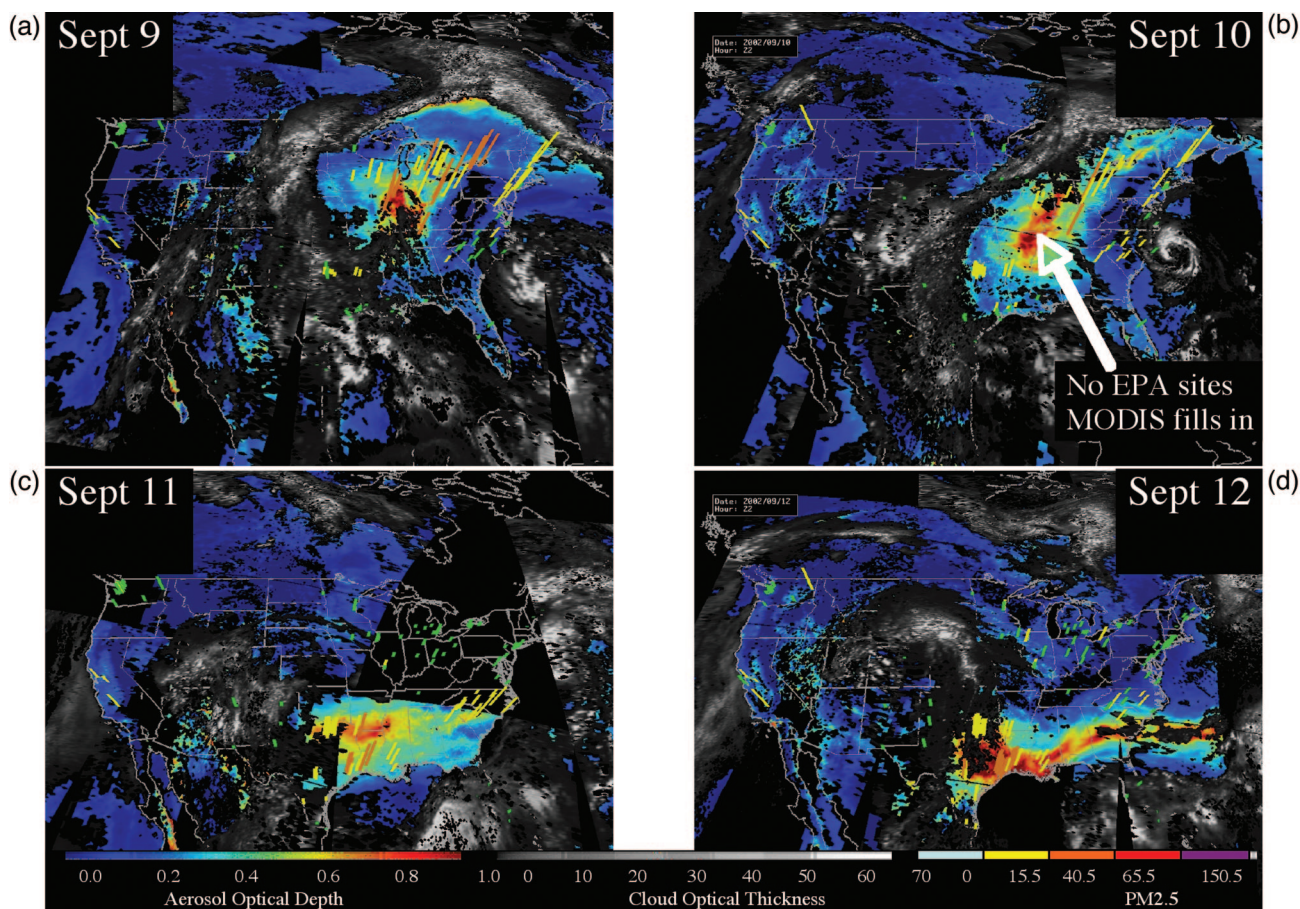 (a)
Sept 9
Date: 2002/09/10
Hour: 22
Sept 10
(b)
No EPA sites
MODIS fills in
(c)
Sept 11
Date: 2002/09/12
Hour: 22
Sept 12
(d)
0.0 0.2 0.4 0.6 0.8 1.0 0 10 20 30 40 50 60 70 0 15.5 40.5 65.5 150.5
Aerosol Optical Depth Cloud Optical Thickness PM2.5